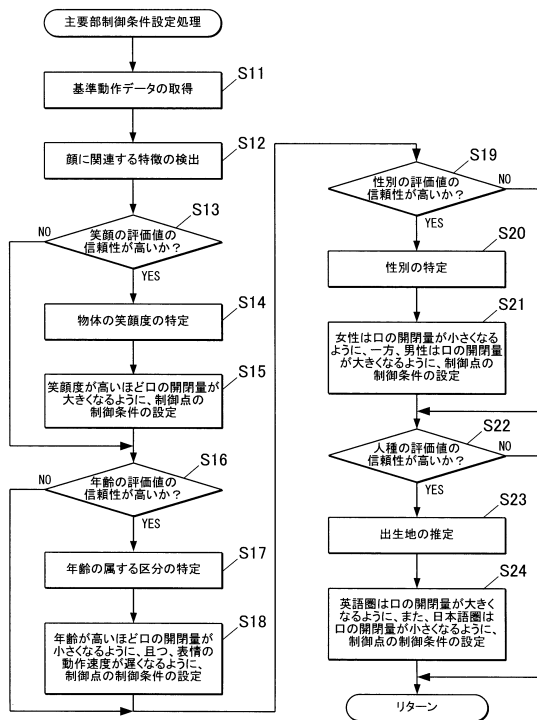 主要部制御条件設定処理
S11
基準動作データの取得
S12
顔に関連する特徴の検出
S13
笑顔の評価値の
信頼性が高いか？
NO
YES
S14
物体の笑顔度の特定
S15
笑顔度が高いほど口の開閉量が
大きくなるように、制御点の
制御条件の設定
S16
年齢の評価値の
信頼性が高いか？
NO
YES
S17
年齢の属する区分の特定
S18
年齢が高いほど口の開閉量が
小さくなるように、且つ、表情の
動作速度が遅くなるように、
制御点の制御条件の設定
S19
性別の評価値の
信頼性が高いか？
NO
YES
S20
性別の特定
S21
女性は口の開閉量が小さくなる
ように、一方、男性は口の開閉量
が大きくなるように、制御点の
制御条件の設定
S22
人種の評価値の
信頼性が高いか？
NO
YES
S23
出生地の推定
S24
英語圏は口の開閉量が大きく
なるように、また、日本語圏は
口の開閉量が小さくなるように、
制御点の制御条件の設定
リターン